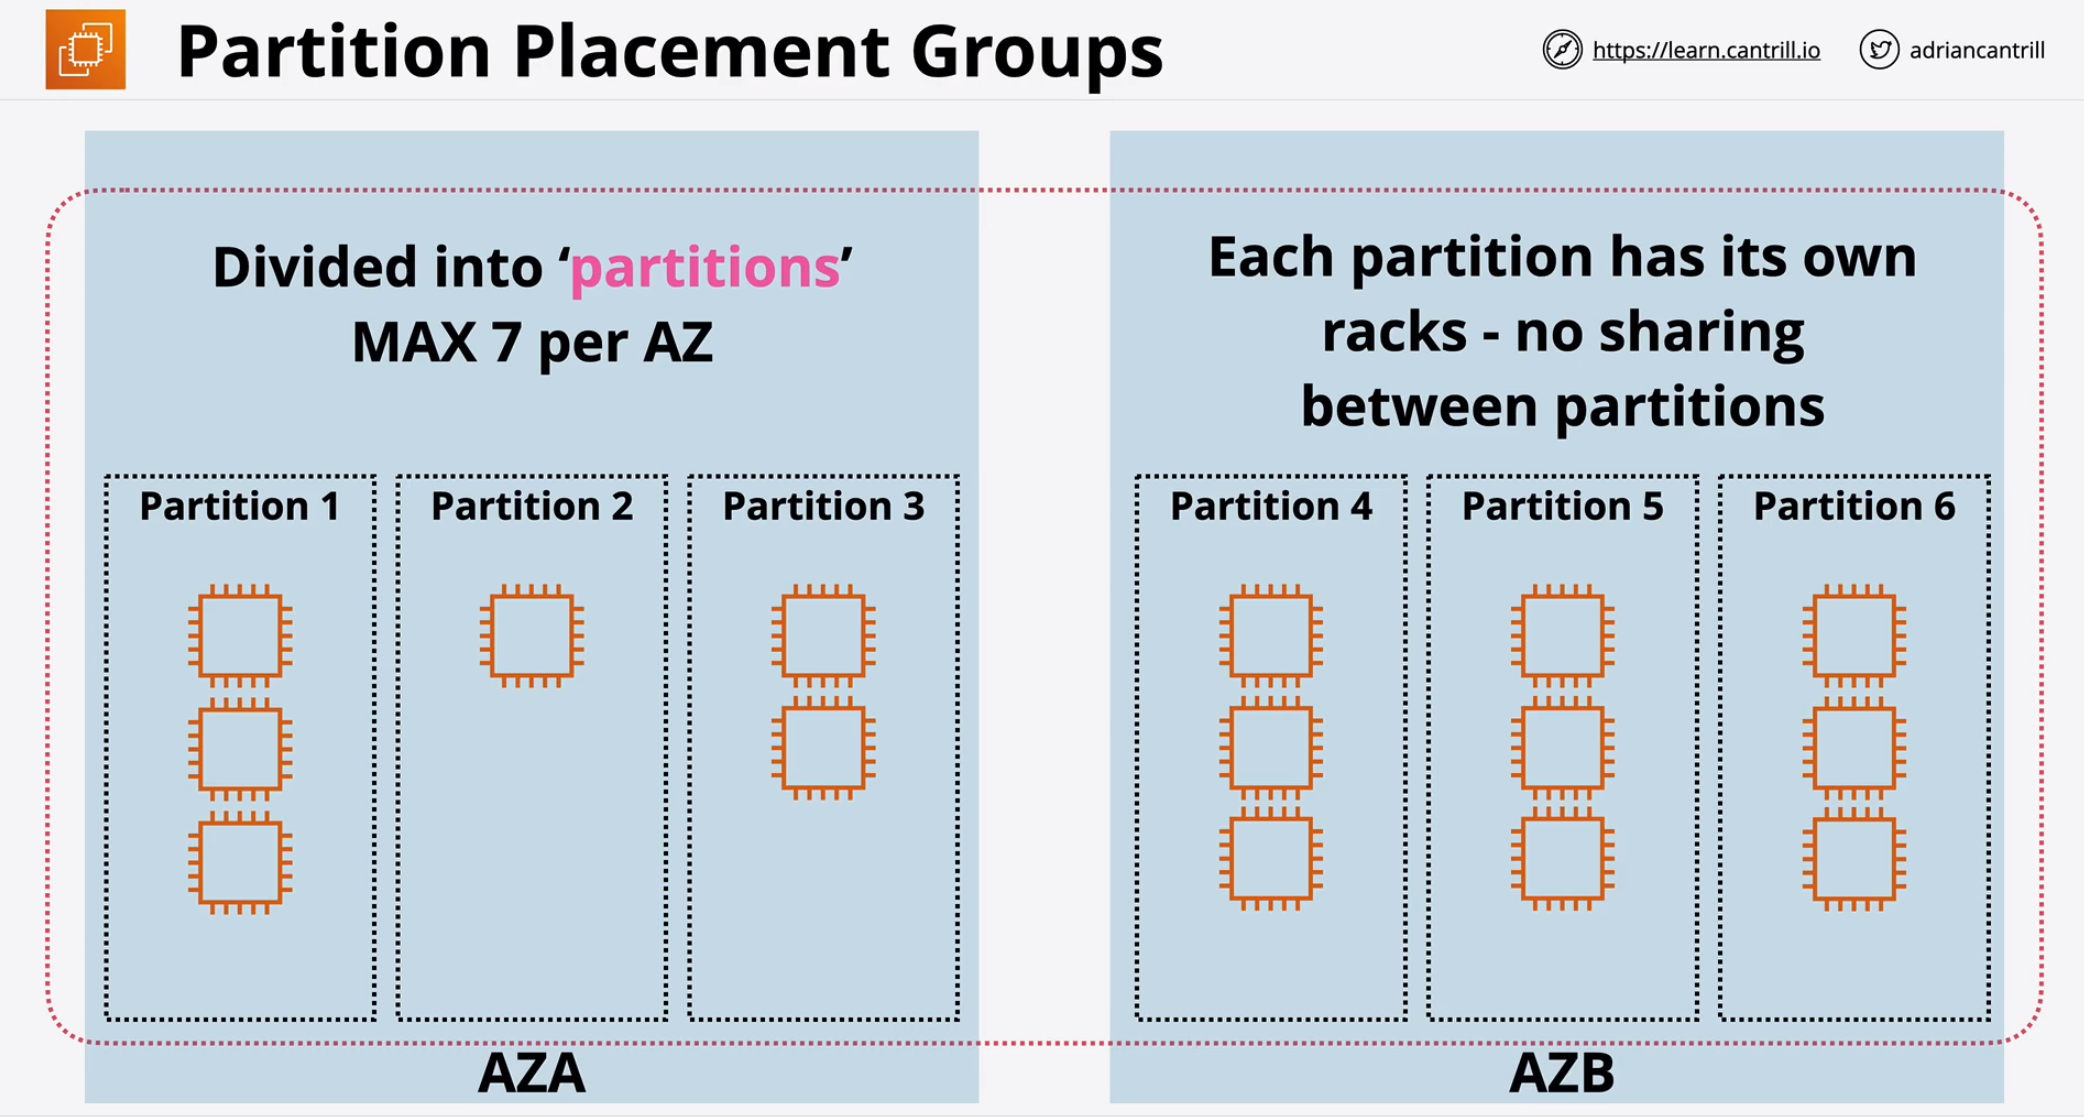 Partition Placement Groups
https://learn.cantrill.io
adriancantrill
Divided into ‘partitions’
MAX 7 per AZ
Each partition has its own
racks - no sharing
between partitions
Partition 1
Partition 2
Partition 3
Partition 4
Partition 5
Partition 6
AZA
AZB